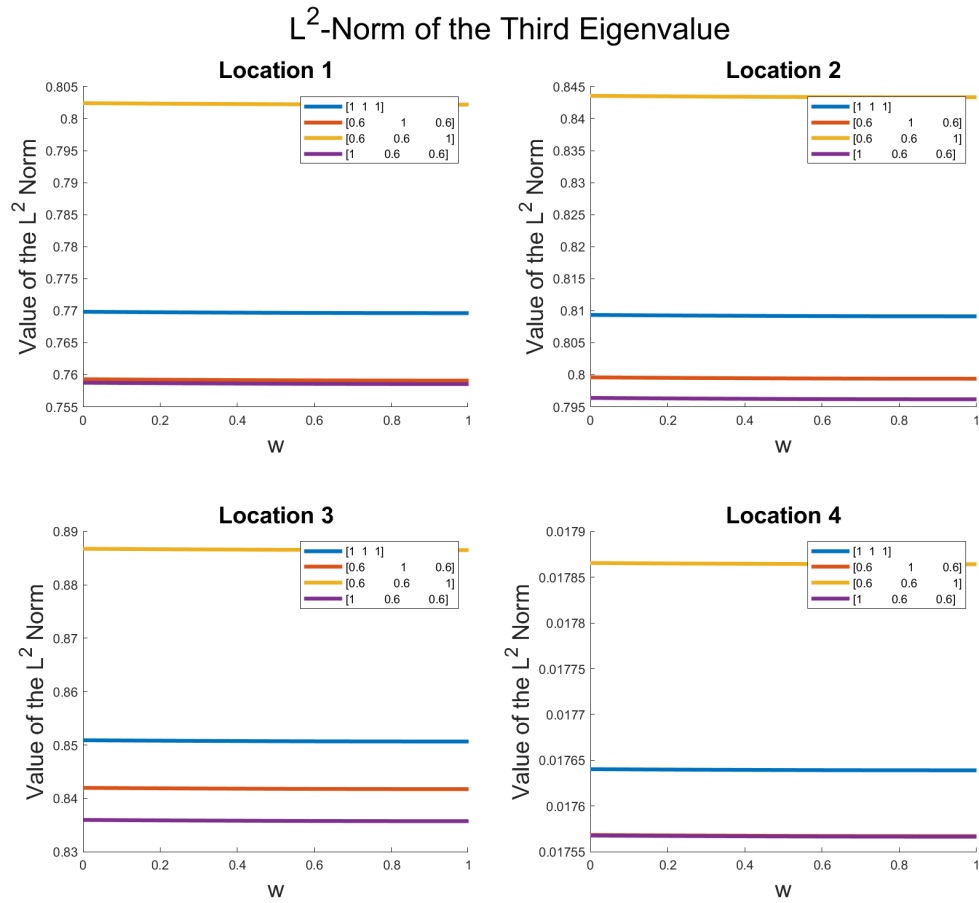 L²-Norm of the Third Eigenvalue
Location 1
Value of the L² Norm
0.805
0.8
0.795
0.79
0.785
0.78
0.775
0.77
0.765
0.76
0.755
0 0.2 0.4 0.6 0.8 1
w
[1 1 1]
[0.6 1 0.6]
[0.6 0.6 1]
[1 0.6 0.6]
Location 2
Value of the L² Norm
0.845
0.84
0.835
0.83
0.825
0.82
0.815
0.81
0.805
0.8
0.795
0 0.2 0.4 0.6 0.8 1
w
[1 1 1]
[0.6 1 0.6]
[0.6 0.6 1]
[1 0.6 0.6]
Location 3
Value of the L² Norm
0.89
0.88
0.87
0.86
0.85
0.84
0.83
0 0.2 0.4 0.6 0.8 1
w
[1 1 1]
[0.6 1 0.6]
[0.6 0.6 1]
[1 0.6 0.6]
Location 4
Value of the L² Norm
0.0179
0.01785
0.0178
0.01775
0.0177
0.01765
0.0176
0.01755
0 0.2 0.4 0.6 0.8 1
w
[1 1 1]
[0.6 1 0.6]
[0.6 0.6 1]
[1 0.6 0.6]